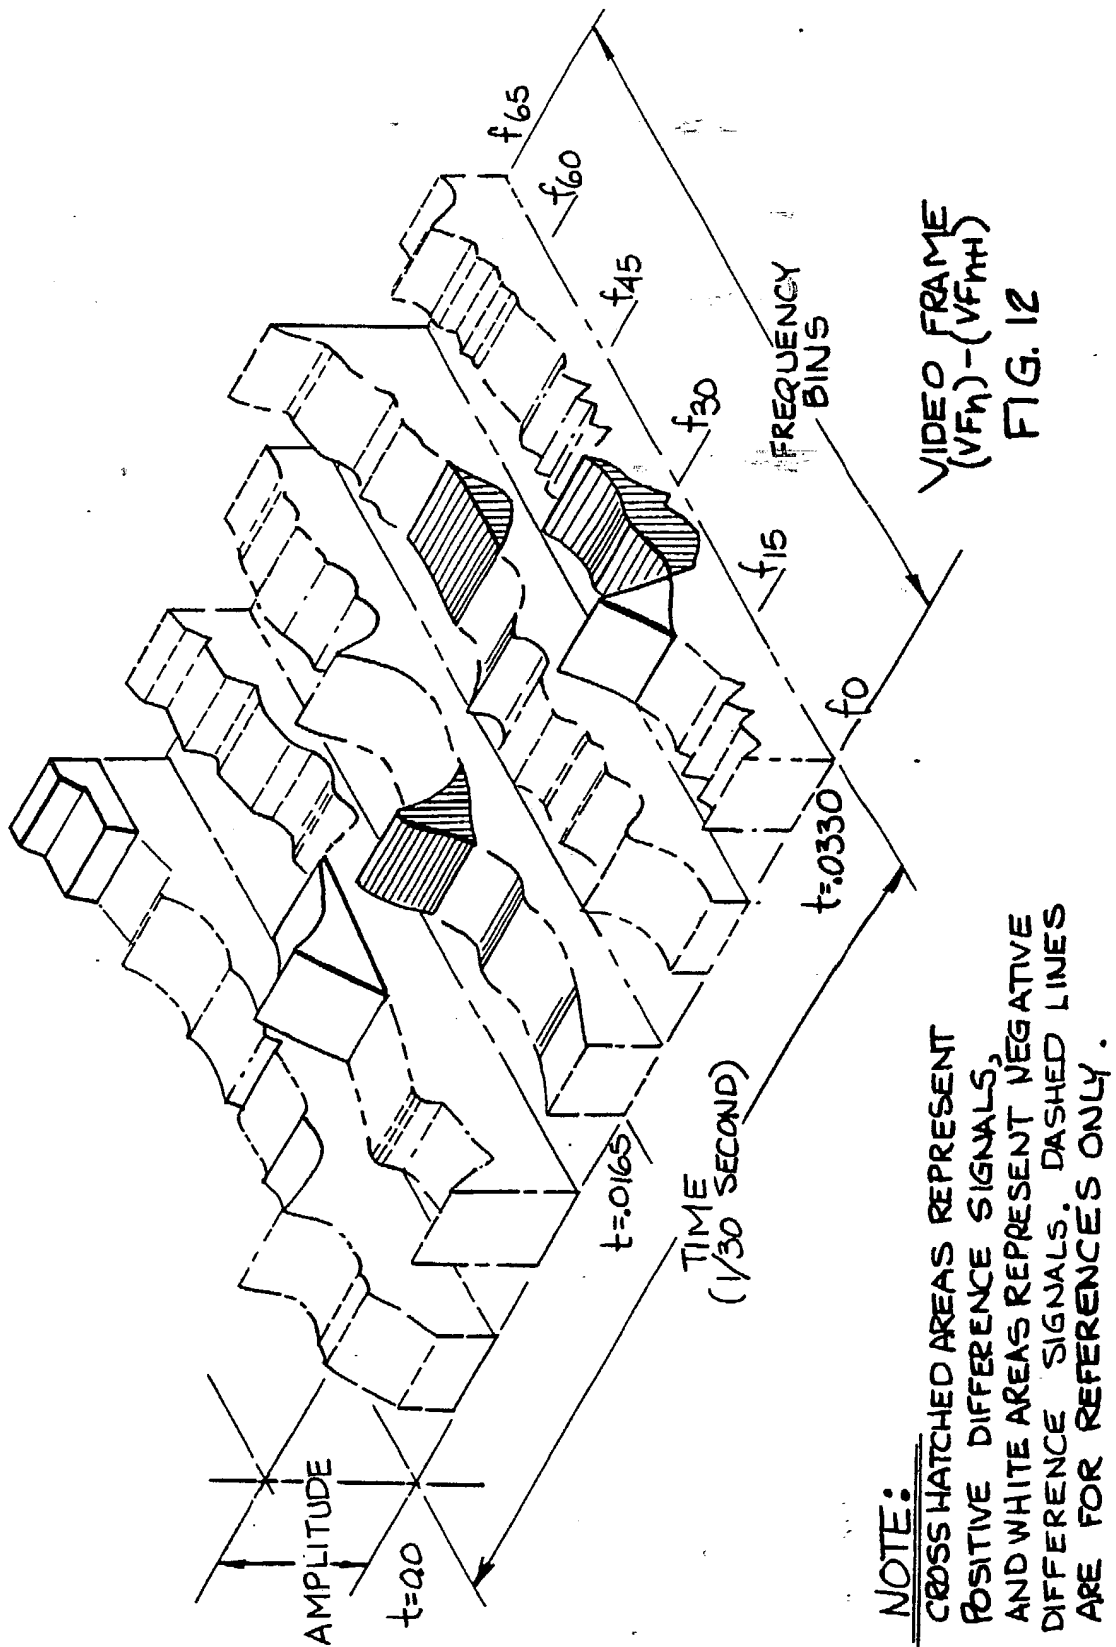 AMPLITUDE
t=0.0
t=.0165
TIME
(1/30 SECOND)
t=.0330
f0
f15
f30
f45
f60
f65
FREQUENCY
BINS
VIDEO FRAME
(VFn)-(VFn+1)
FIG. 12
NOTE:
CROSS HATCHED AREAS REPRESENT
POSITIVE DIFFERENCE SIGNALS,
AND WHITE AREAS REPRESENT NEGATIVE
DIFFERENCE SIGNALS. DASHED LINES
ARE FOR REFERENCES ONLY.